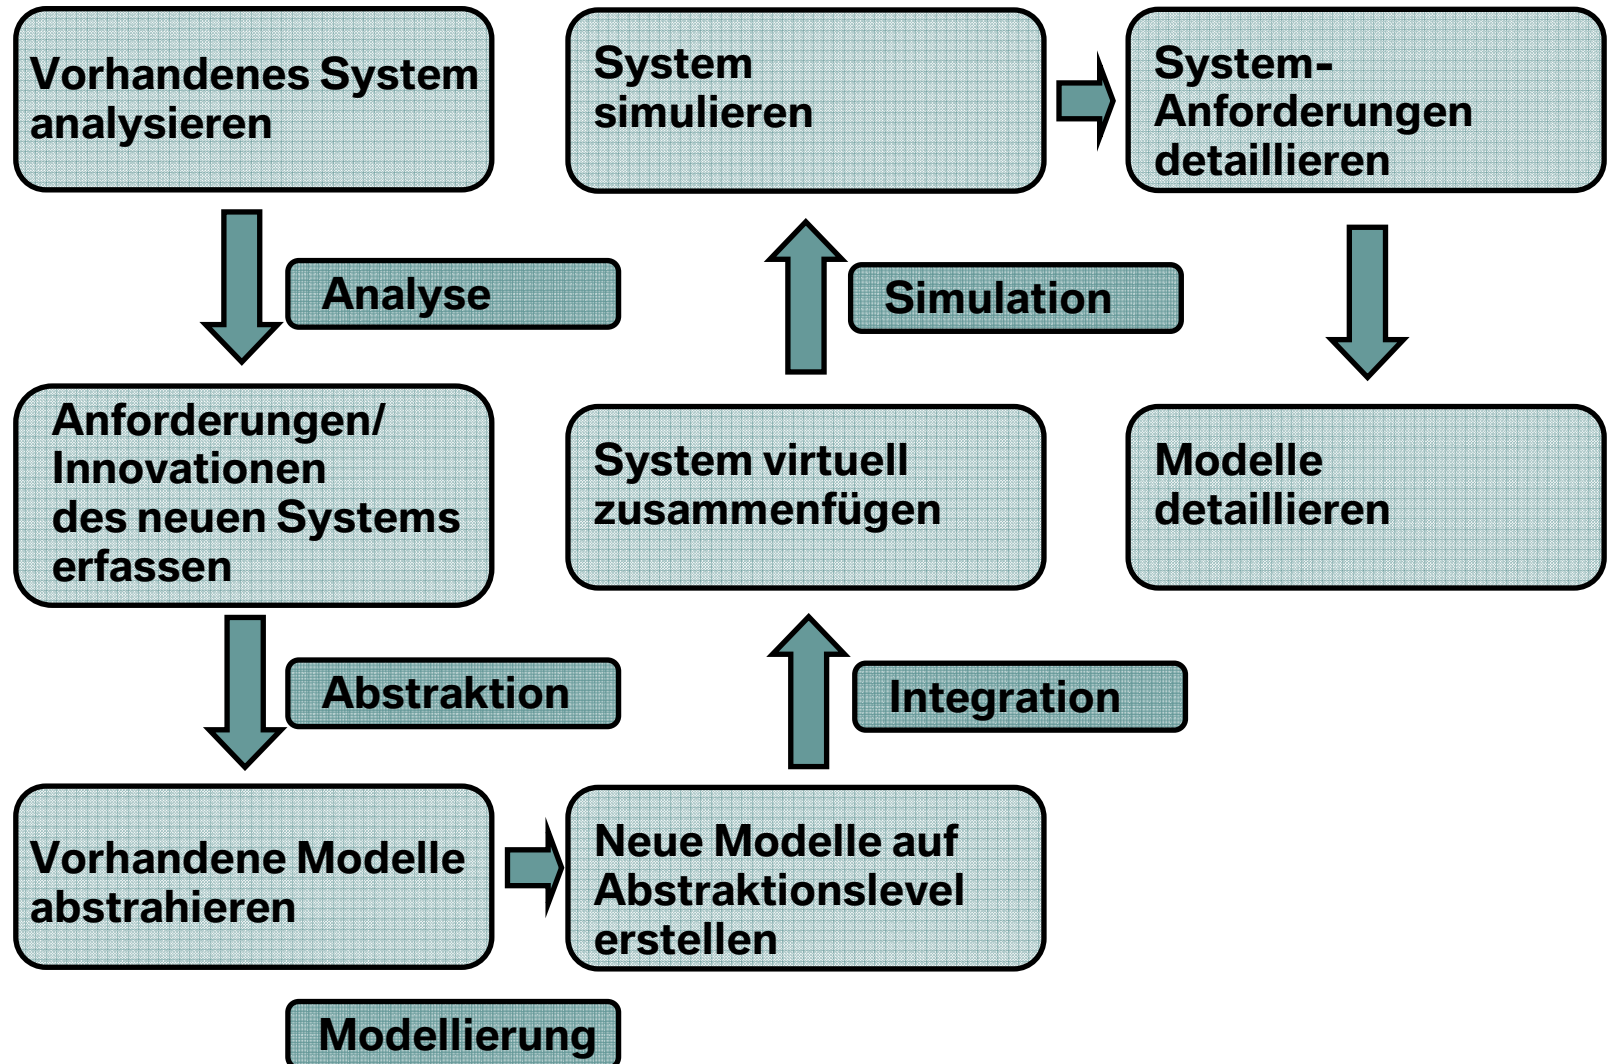 Vorhandenes System
analysieren
Analyse
Anforderungen/
Innovationen
des neuen Systems
erfassen
Abstraktion
Vorhandene Modelle
abstrahieren
Modellierung
Neue Modelle auf
Abstraktionslevel
erstellen
Integration
System virtuell
zusammenfügen
Simulation
System
simulieren
System-
Anforderungen
detaillieren
Modelle
detaillieren